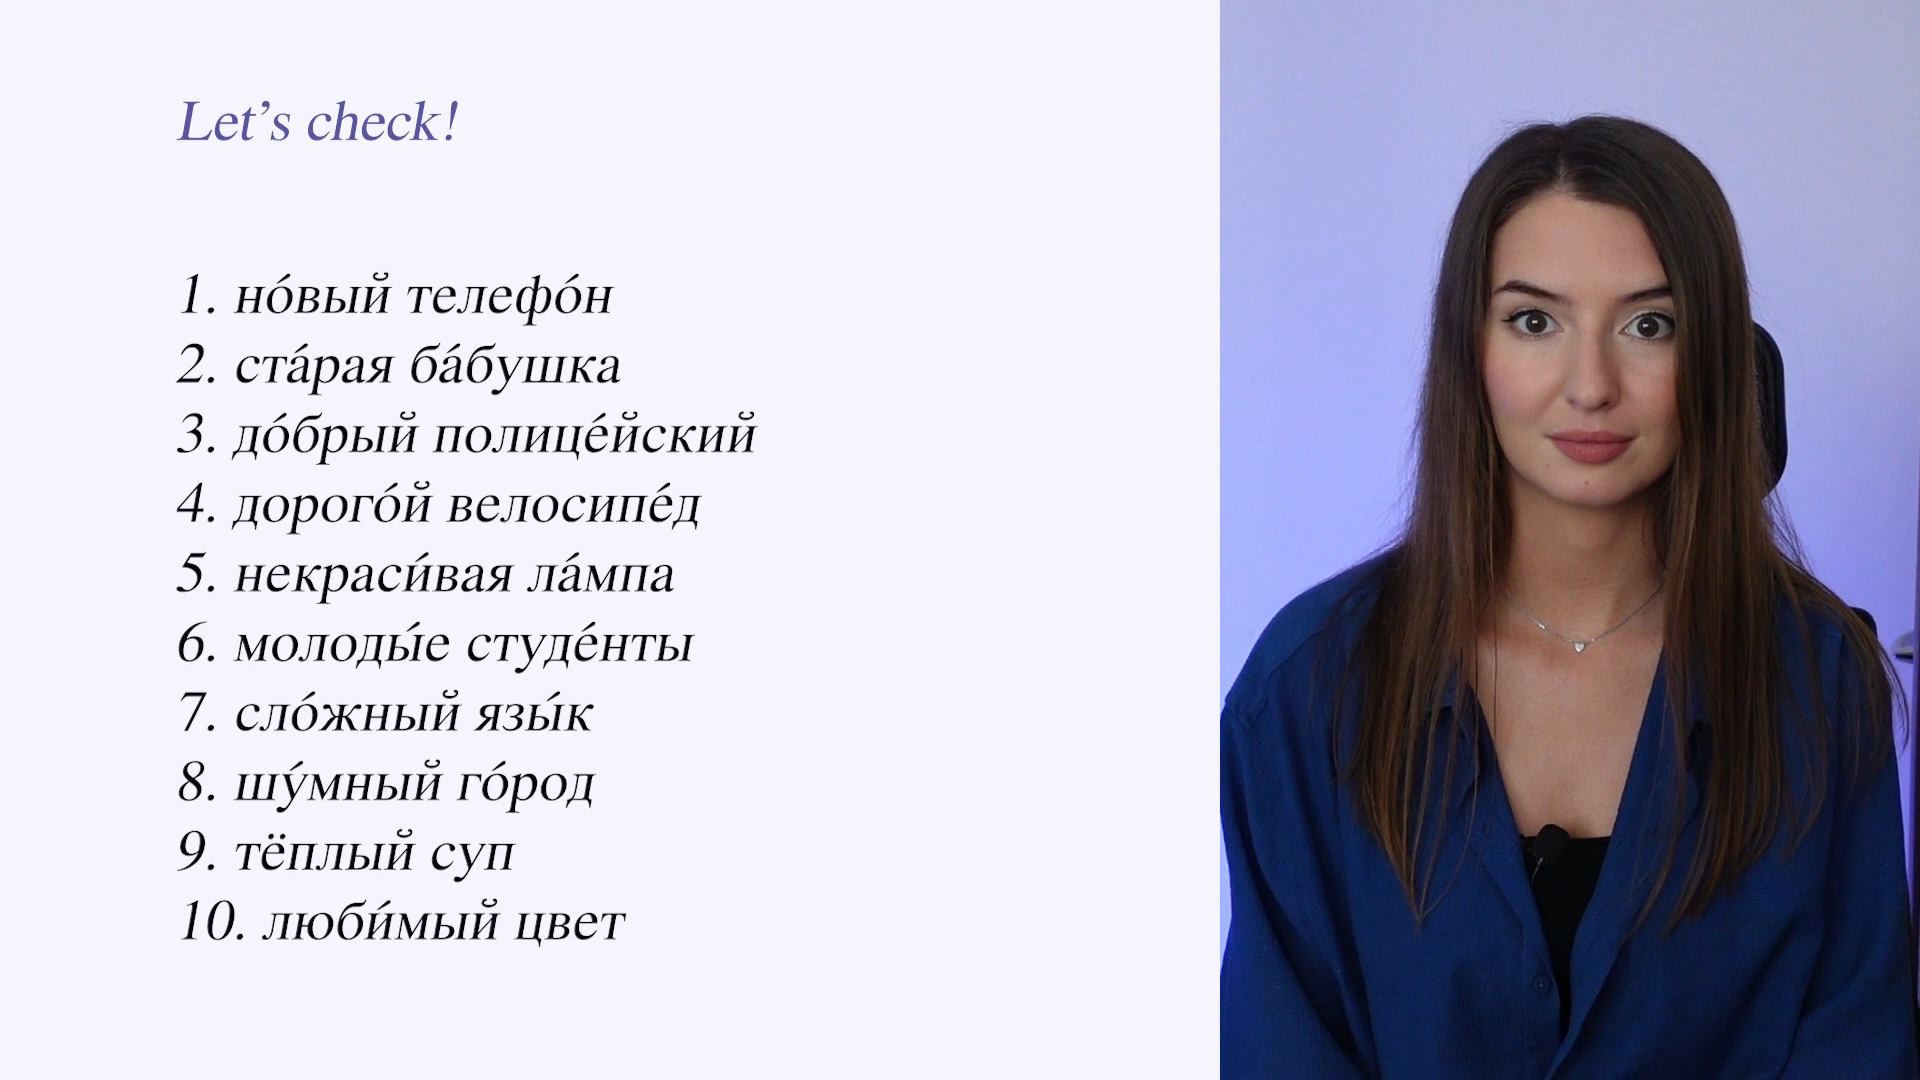 Let’s check!
1. но́вый телефо́н
2. ста́рая ба́бушка
3. до́брый полице́йский
4. дорого́й велосипе́д
5. некраси́вая ла́мпа
6. молоды́е студе́нты
7. сло́жный язы́к
8. шу́мный го́род
9. тёплый суп
10. люби́мый цвет